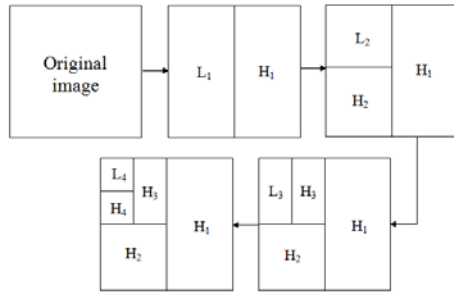 Original
image
L₁ H₁
L₂
H₂
H₁
L₄
H₄
H₃
H₁
H₂
L₃ H₃
H₁
H₂